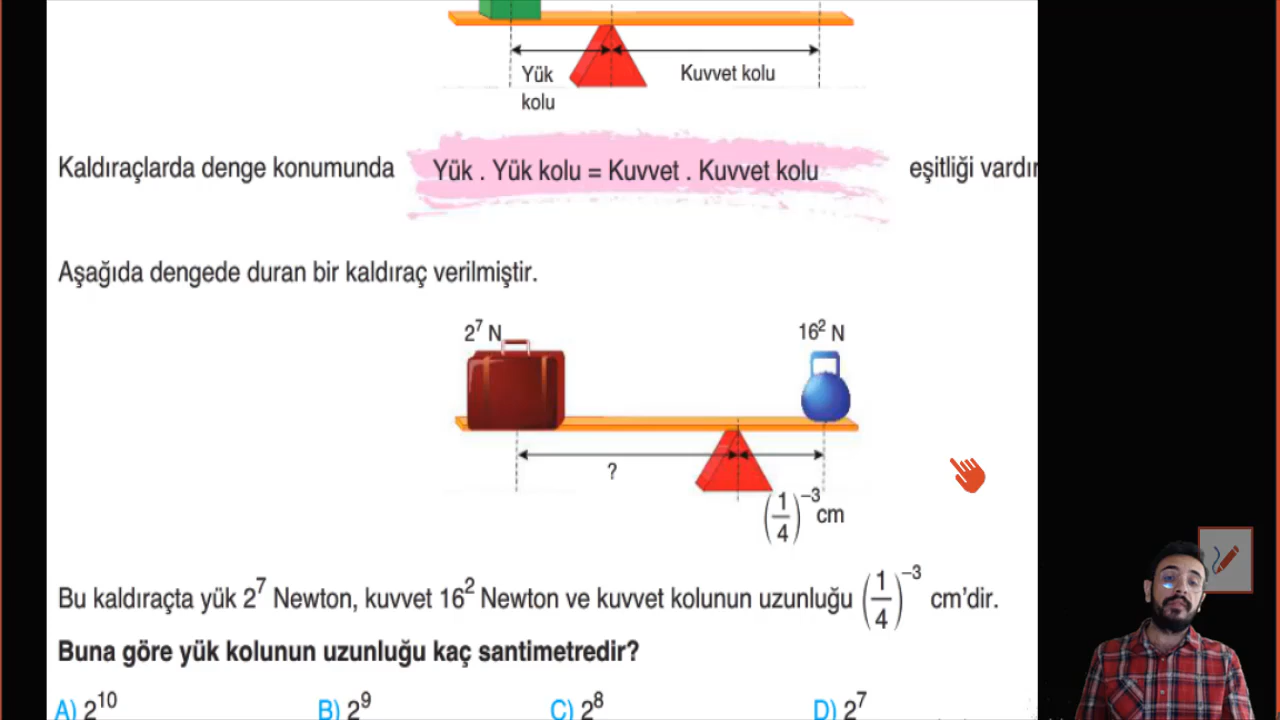 Yük
kolu
Kuvvet kolu
Kaldıraçlarda denge konumunda Yük . Yük kolu = Kuvvet . Kuvvet kolu eşitliği vardır
Aşağıda dengede duran bir kaldıraç verilmiştir.
2⁷ N
16² N
?
(1/4)⁻³ cm
Bu kaldıraçta yük 2⁷ Newton, kuvvet 16² Newton ve kuvvet kolunun uzunluğu (1/4)⁻³ cm'dir.
Buna göre yük kolunun uzunluğu kaç santimetredir?
A) 2¹⁰ B) 2⁹ C) 2⁸ D) 2⁷